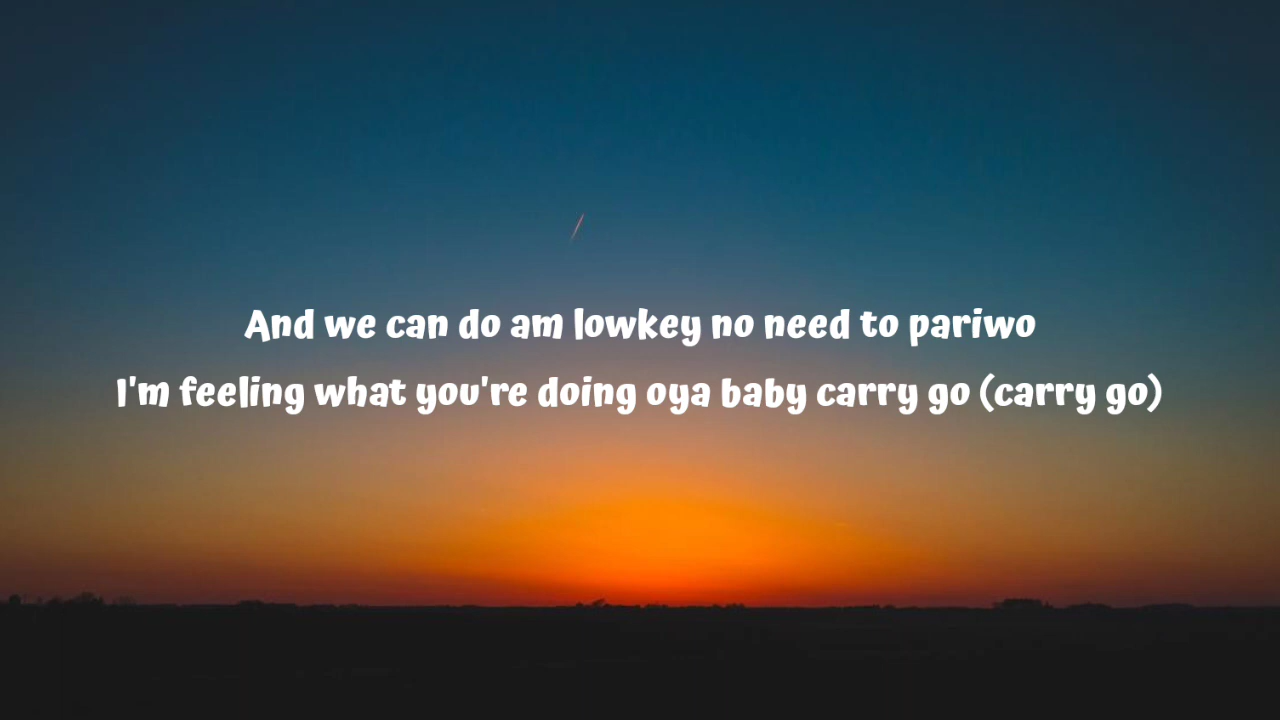 And we can do am lowkey no need to pariwo
I'm feeling what you're doing oya baby carry go (carry go)